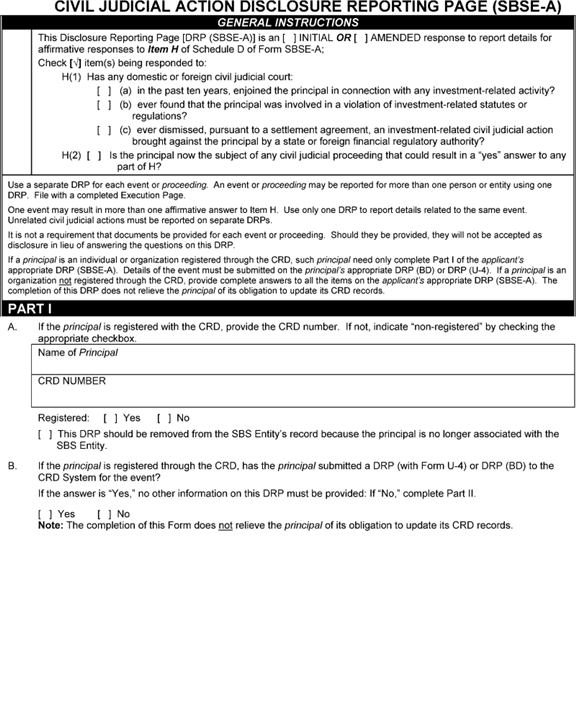 CIVIL JUDICIAL ACTION DISCLOSURE REPORTING PAGE (SBSE-A)
GENERAL INSTRUCTIONS
This Disclosure Reporting Page [DRP (SBSE-A)] is an [ ] INITIAL OR [ ] AMENDED response to report details for
affirmative responses to Item H of Schedule D of Form SBSE-A;
Check [√] item(s) being responded to:
H(1) Has any domestic or foreign civil judicial court:
[ ] (a) in the past ten years, enjoined the principal in connection with any investment-related activity?
[ ] (b) ever found that the principal was involved in a violation of investment-related statutes or
regulations?
[ ] (c) ever dismissed, pursuant to a settlement agreement, an investment-related civil judicial action
brought against the principal by a state or foreign financial regulatory authority?
H(2) [ ] Is the principal now the subject of any civil judicial proceeding that could result in a "yes" answer to any
part of H?
Use a separate DRP for each event or proceeding. An event or proceeding may be reported for more than one person or entity using one
DRP. File with a completed Execution Page.
One event may result in more than one affirmative answer to Item H. Use only one DRP to report details related to the same event.
Unrelated civil judicial actions must be reported on separate DRPs.
It is not a requirement that documents be provided for each event or proceeding. Should they be provided, they will not be accepted as
disclosure in lieu of answering the questions on this DRP.
If a principal is an individual or organization registered through the CRD, such principal need only complete Part I of the applicant's
appropriate DRP (SBSE-A). Details of the event must be submitted on the principal's appropriate DRP (BD) or DRP (U-4). If a principal is an
organization not registered through the CRD, provide complete answers to all the items on the applicant's appropriate DRP (SBSE-A). The
completion of this DRP does not relieve the principal of its obligation to update its CRD records.
PART I
A. If the principal is registered with the CRD, provide the CRD number. If not, indicate "non-registered" by checking the
appropriate checkbox.
Name of Principal
CRD NUMBER
Registered: [ ] Yes [ ] No
[ ] This DRP should be removed from the SBS Entity's record because the principal is no longer associated with the
SBS Entity.
B. If the principal is registered through the CRD, has the principal submitted a DRP (with Form U-4) or DRP (BD) to the
CRD System for the event?
If the answer is "Yes," no other information on this DRP must be provided: If "No," complete Part II.
[ ] Yes [ ] No
Note: The completion of this Form does not relieve the principal of its obligation to update its CRD records.